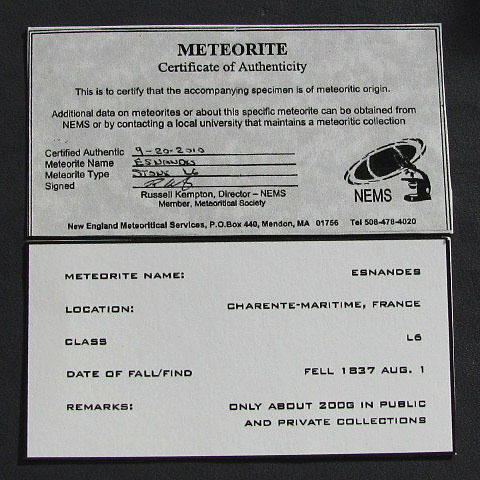 METEORITE
Certificate of Authenticity
This is to certify that the accompanying specimen is of meteoritic origin.
Additional data on meteorites or about this specific meteorite can be obtained from
NEMS or by contacting a local university that maintains a meteoritic collection
Certified Authentic 9-20-2010
Meteorite Name ESNANDES
Meteorite Type STONE L6
Signed
Russell Kempton, Director – NEMS
Member, Meteoritical Society
NEMS
New England Meteoritical Services, P.O.Box 440, Mendon, MA 01756 Tel 508-478-4020
METEORITE NAME: ESNANDES
LOCATION: CHARENTE-MARITIME, FRANCE
CLASS L6
DATE OF FALL/FIND FELL 1837 AUG. 1
REMARKS: ONLY ABOUT 200G IN PUBLIC
AND PRIVATE COLLECTIONS